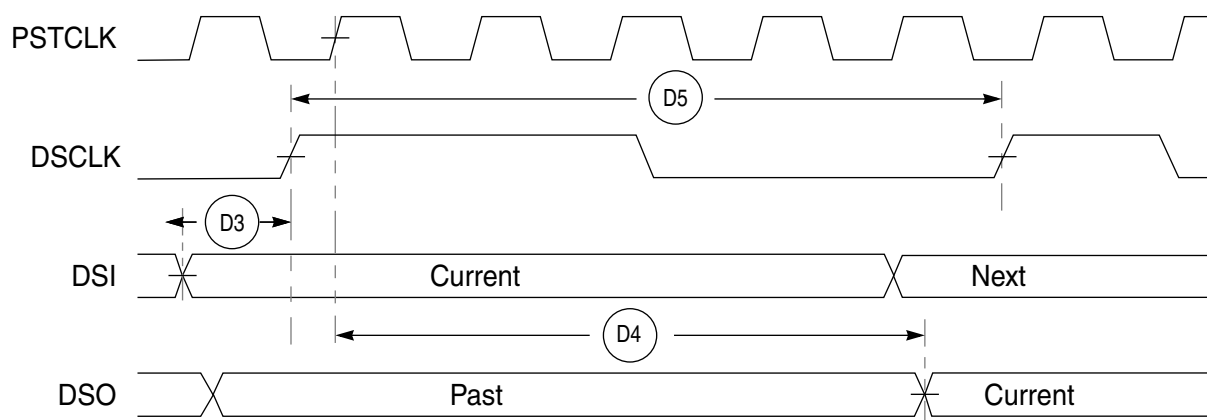 PSTCLK
D5
DSCLK
D3
DSI Current Next
D4
DSO Past Current